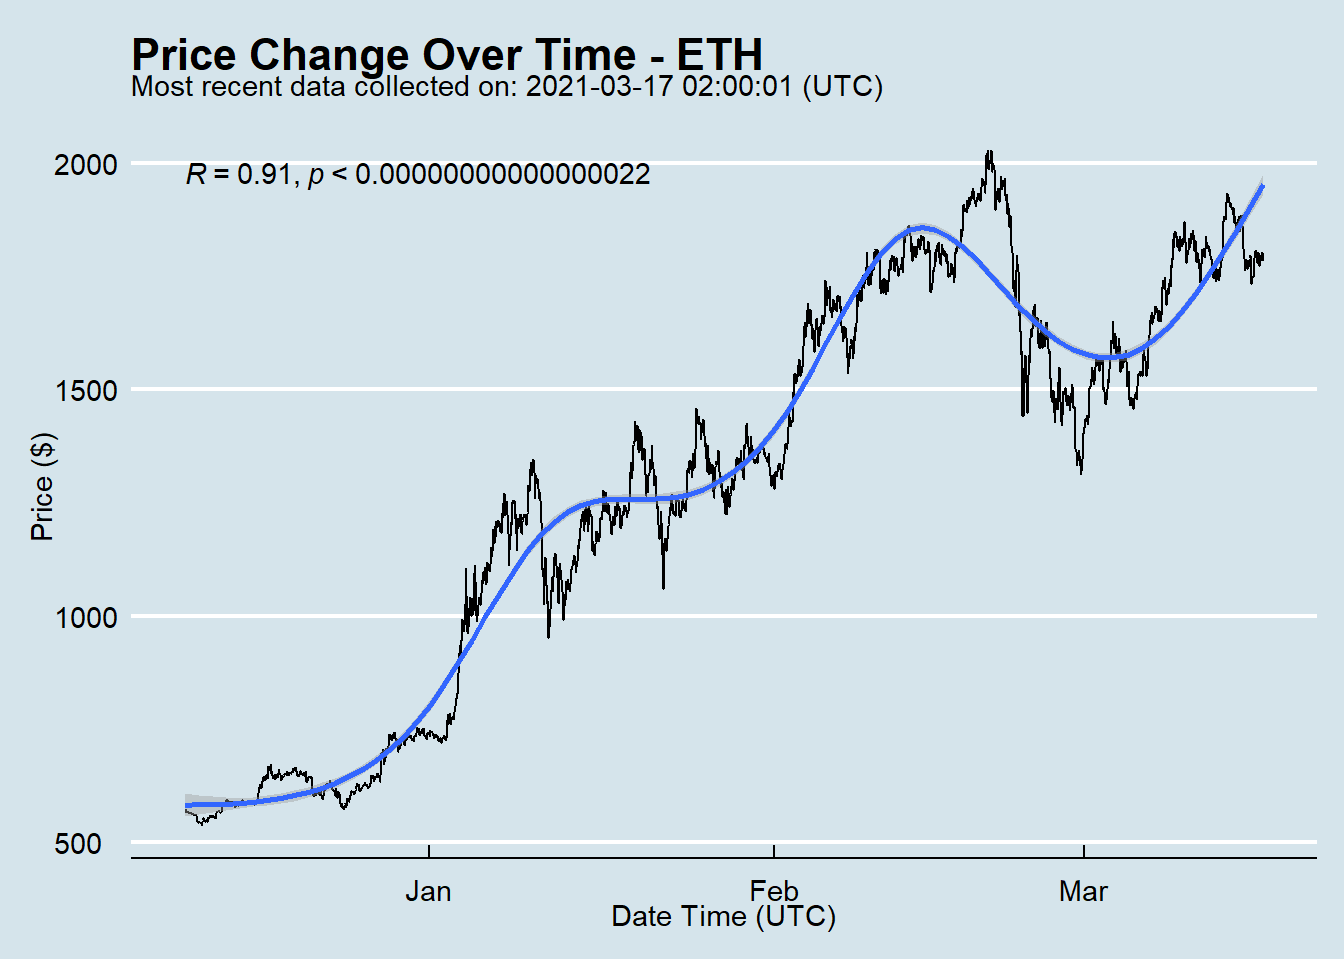 Price Change Over Time - ETH
Most recent data collected on: 2021-03-17 02:00:01 (UTC)
R = 0.91, p < 0.00000000000000022
2000
1500
1000
500
Price ($)
Jan Feb Mar
Date Time (UTC)